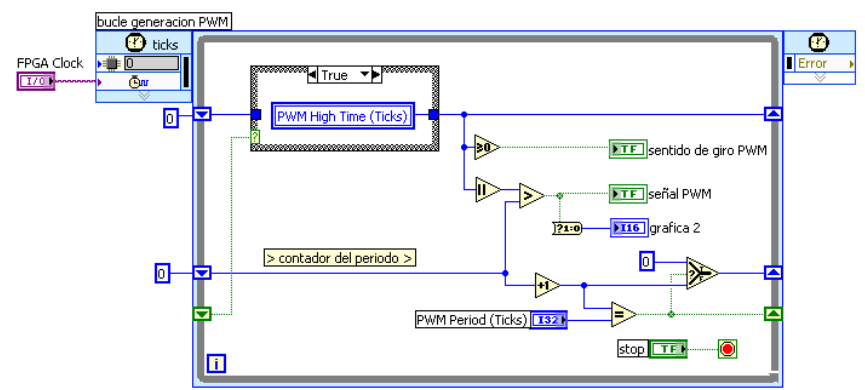 bucle generacion PWM
ticks
FPGA Clock
0
I/O
Error
True
PWM High Time (Ticks)
0
?
≥0
TF
sentido de giro PWM
||
>
TF
señal PWM
?1:0
I16
grafica 2
> contador del periodo >
0
0
?
T
F
+1
PWM Period (Ticks)
I32
=
stop
TF
i